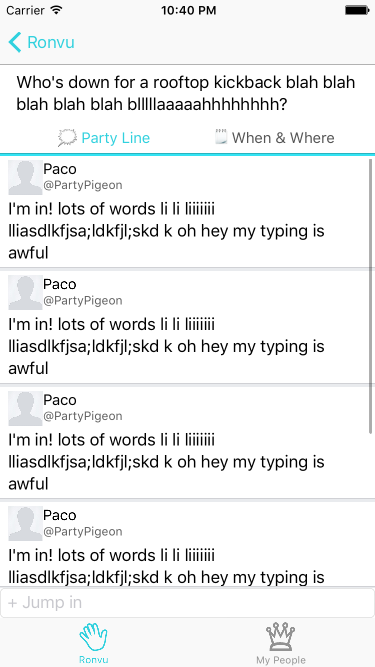 Carrier 10:40 PM
Ronvu
Who's down for a rooftop kickback blah blah
blah blah blah blllllaaaaahhhhhhhh?
Party Line When & Where
Paco
@PartyPigeon
I'm in! lots of words li li liiiiiii
lliasdlkfjsa;ldkfjl;skd k oh hey my typing is
awful
Paco
@PartyPigeon
I'm in! lots of words li li liiiiiii
lliasdlkfjsa;ldkfjl;skd k oh hey my typing is
awful
Paco
@PartyPigeon
I'm in! lots of words li li liiiiiii
lliasdlkfjsa;ldkfjl;skd k oh hey my typing is
awful
Paco
@PartyPigeon
I'm in! lots of words li li liiiiiii
lliasdlkfjsa;ldkfjl;skd k oh hey my typing is
+ Jump in
Ronvu My People